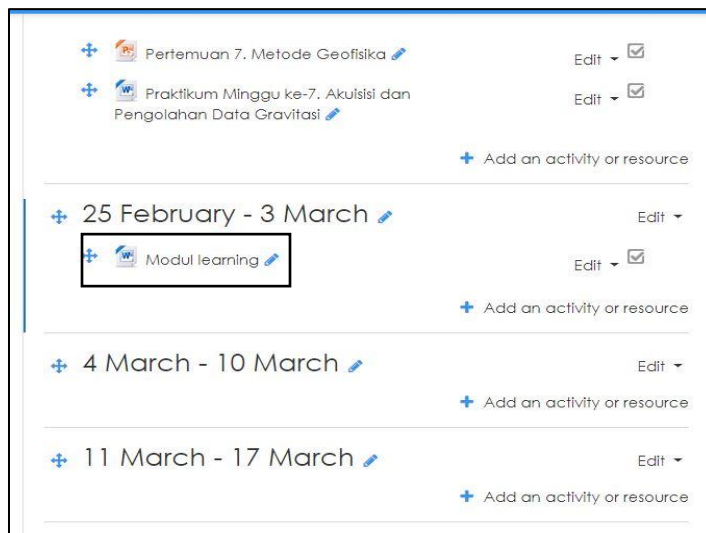 Pertemuan 7. Metode Geofisika
Edit
Praktikum Minggu ke-7. Akuisisi dan
Pengolahan Data Gravitasi
Edit
Add an activity or resource
25 February - 3 March
Edit
Modul learning
Edit
Add an activity or resource
4 March - 10 March
Edit
Add an activity or resource
11 March - 17 March
Edit
Add an activity or resource